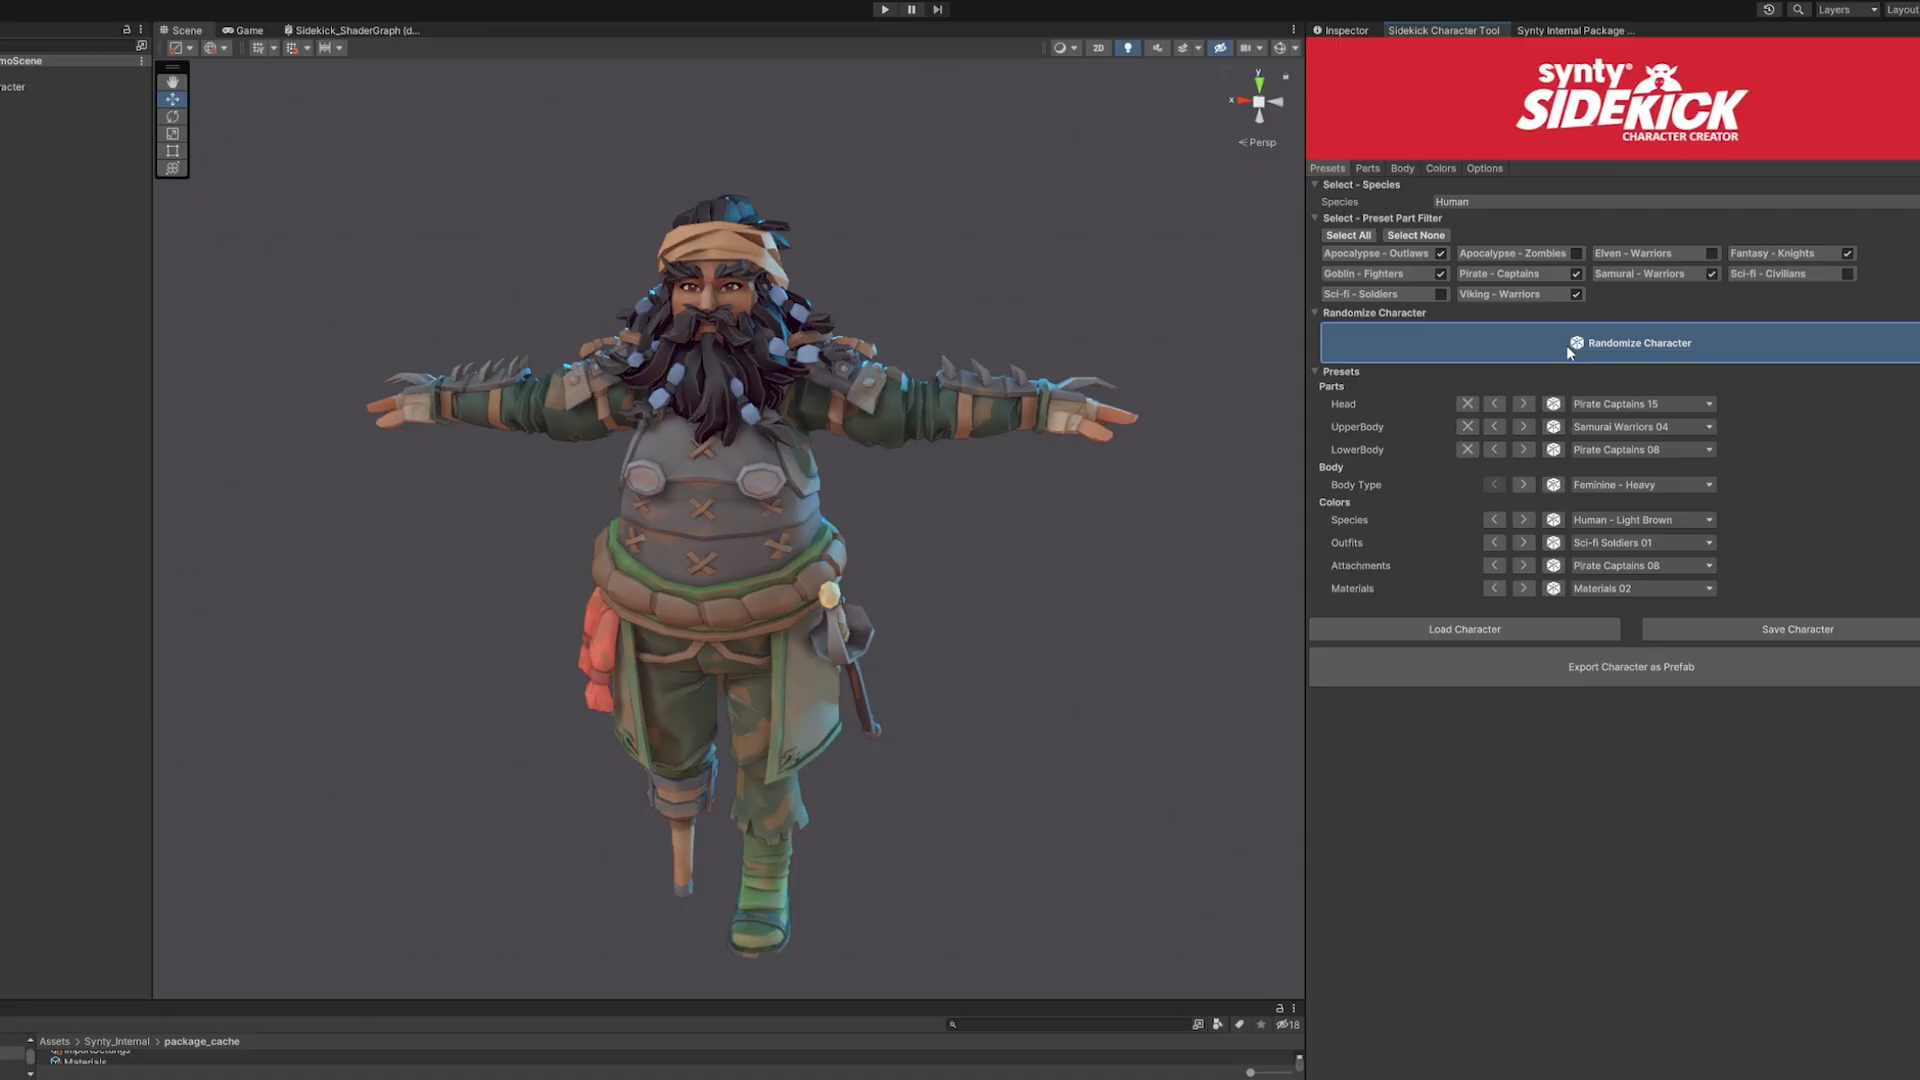 Layers
Layout
Scene
Game
Sidekick_ShaderGraph (d...
Inspector
Sidekick Character Tool
Synty Internal Package ...
2D
moScene
racter
y
x
Persp
synty®
SIDEKICK
CHARACTER CREATOR
Presets
Parts
Body
Colors
Options
Select - Species
Species
Human
Select - Preset Part Filter
Select All
Select None
Apocalypse - Outlaws
Apocalypse - Zombies
Elven - Warriors
Fantasy - Knights
Goblin - Fighters
Pirate - Captains
Samurai - Warriors
Sci-fi - Civilians
Sci-fi - Soldiers
Viking - Warriors
Randomize Character
Randomize Character
Presets
Parts
Head
Pirate Captains 15
UpperBody
Samurai Warriors 04
LowerBody
Pirate Captains 08
Body
Body Type
Feminine - Heavy
Colors
Species
Human - Light Brown
Outfits
Sci-fi Soldiers 01
Attachments
Pirate Captains 08
Materials
Materials 02
Load Character
Save Character
Export Character as Prefab
18
Assets > Synty_Internal > package_cache
Materials